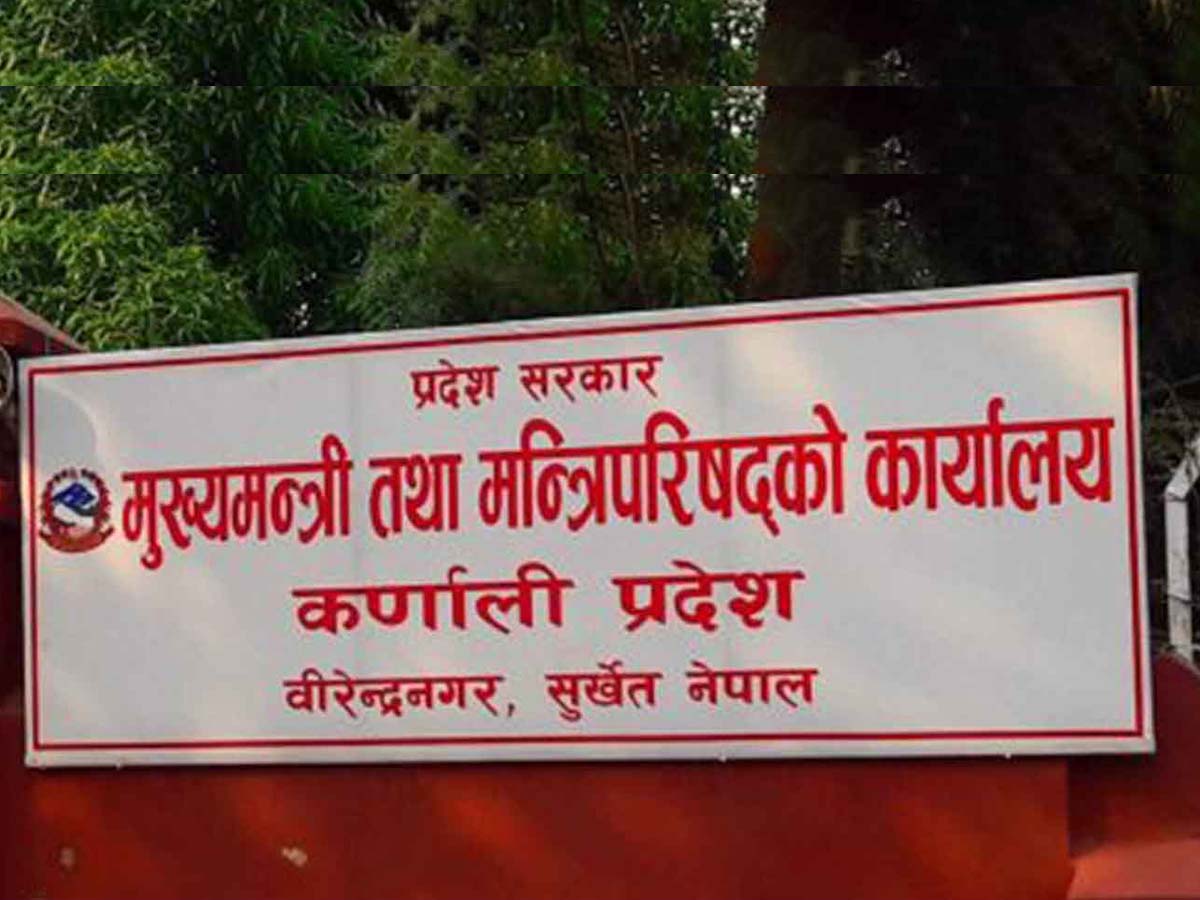 प्रदेश सरकार
मुख्यमन्त्री तथा मन्त्रिपरिषद्को कार्यालय
कर्णाली प्रदेश
वीरेन्द्रनगर, सुर्खेत नेपाल